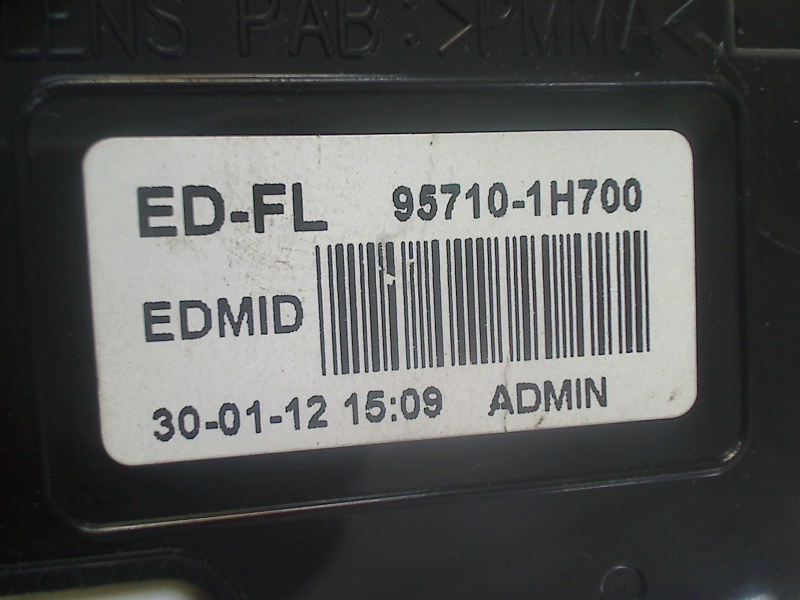 LENS PAB: >PMMA<
ED-FL 95710-1H700
EDMID
30-01-12 15:09 ADMIN